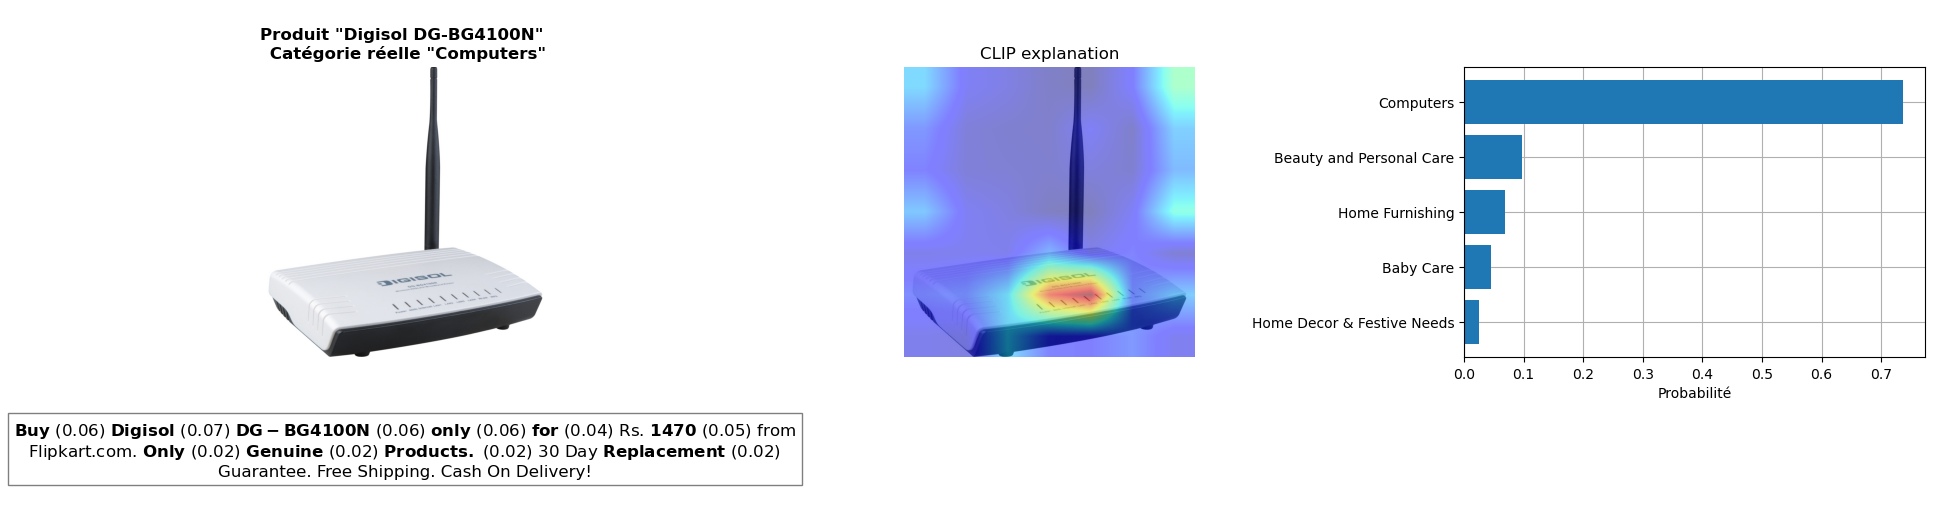 Produit "Digisol DG-BG4100N"
Catégorie réelle "Computers"
DIGISOL
Buy (0.06) Digisol (0.07) DG − BG4100N (0.06) only (0.06) for (0.04) Rs. 1470 (0.05) from
Flipkart.com. Only (0.02) Genuine (0.02) Products. (0.02) 30 Day Replacement (0.02)
Guarantee. Free Shipping. Cash On Delivery!
CLIP explanation
DIGISOL
Computers
Beauty and Personal Care
Home Furnishing
Baby Care
Home Decor & Festive Needs
0.0 0.1 0.2 0.3 0.4 0.5 0.6 0.7
Probabilité